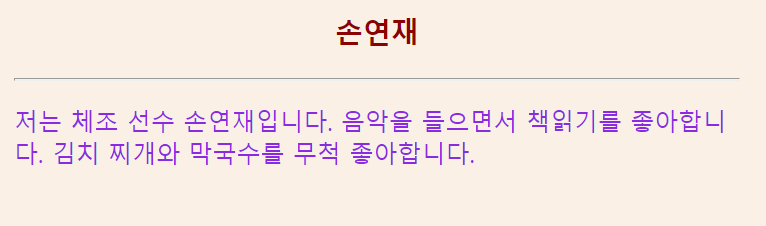 손연재
저는 체조 선수 손연재입니다. 음악을 들으면서 책읽기를 좋아합니
다. 김치 찌개와 막국수를 무척 좋아합니다.